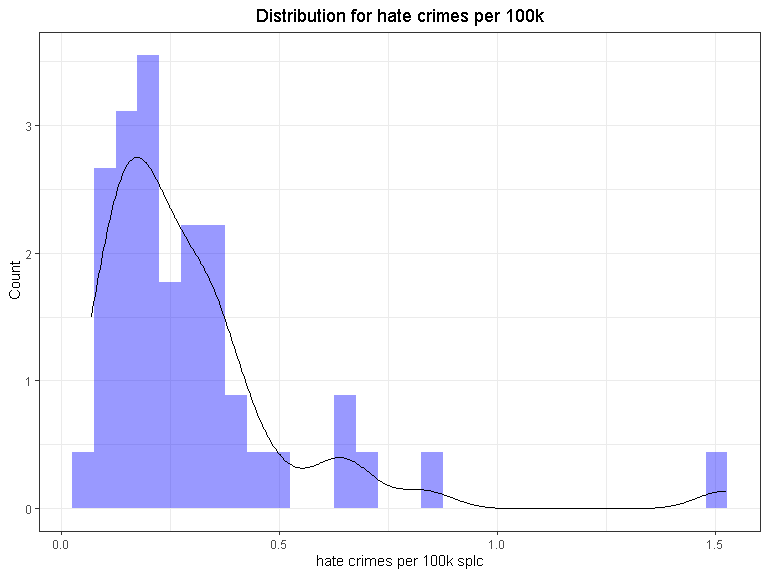 Distribution for hate crimes per 100k
Count
3
2
1
0
0.0 0.5 1.0 1.5
hate crimes per 100k splc